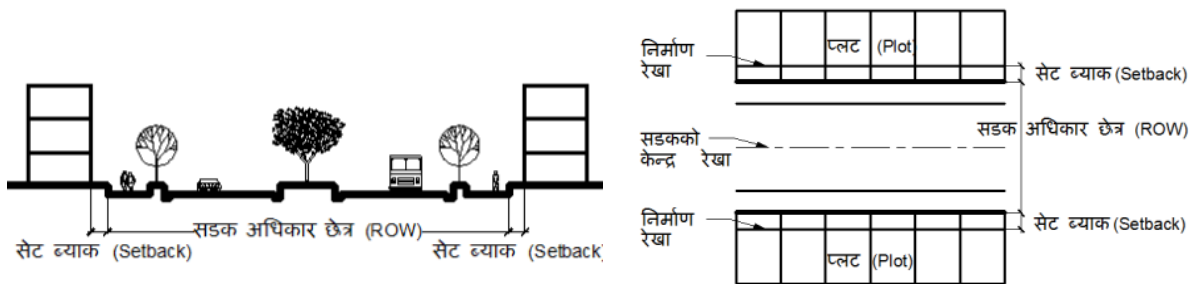 सडक अधिकार छेत्र (ROW)
सेट ब्याक (Setback)
सेट ब्याक (Setback)
निर्माण
रेखा
प्लट (Plot)
सेट ब्याक (Setback)
सडकको
केन्द्र रेखा
सडक अधिकार छेत्र (ROW)
निर्माण
रेखा
सेट ब्याक (Setback)
प्लट (Plot)